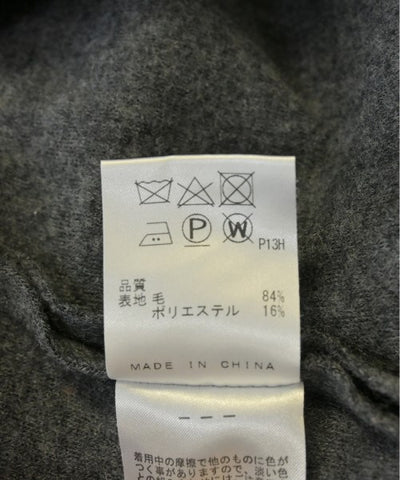 P W P13H
品質
表地 毛 84%
ポリエステル 16%
MADE IN CHINA
---
着用中の摩擦で他のものに色が
つく事があります。淡い色